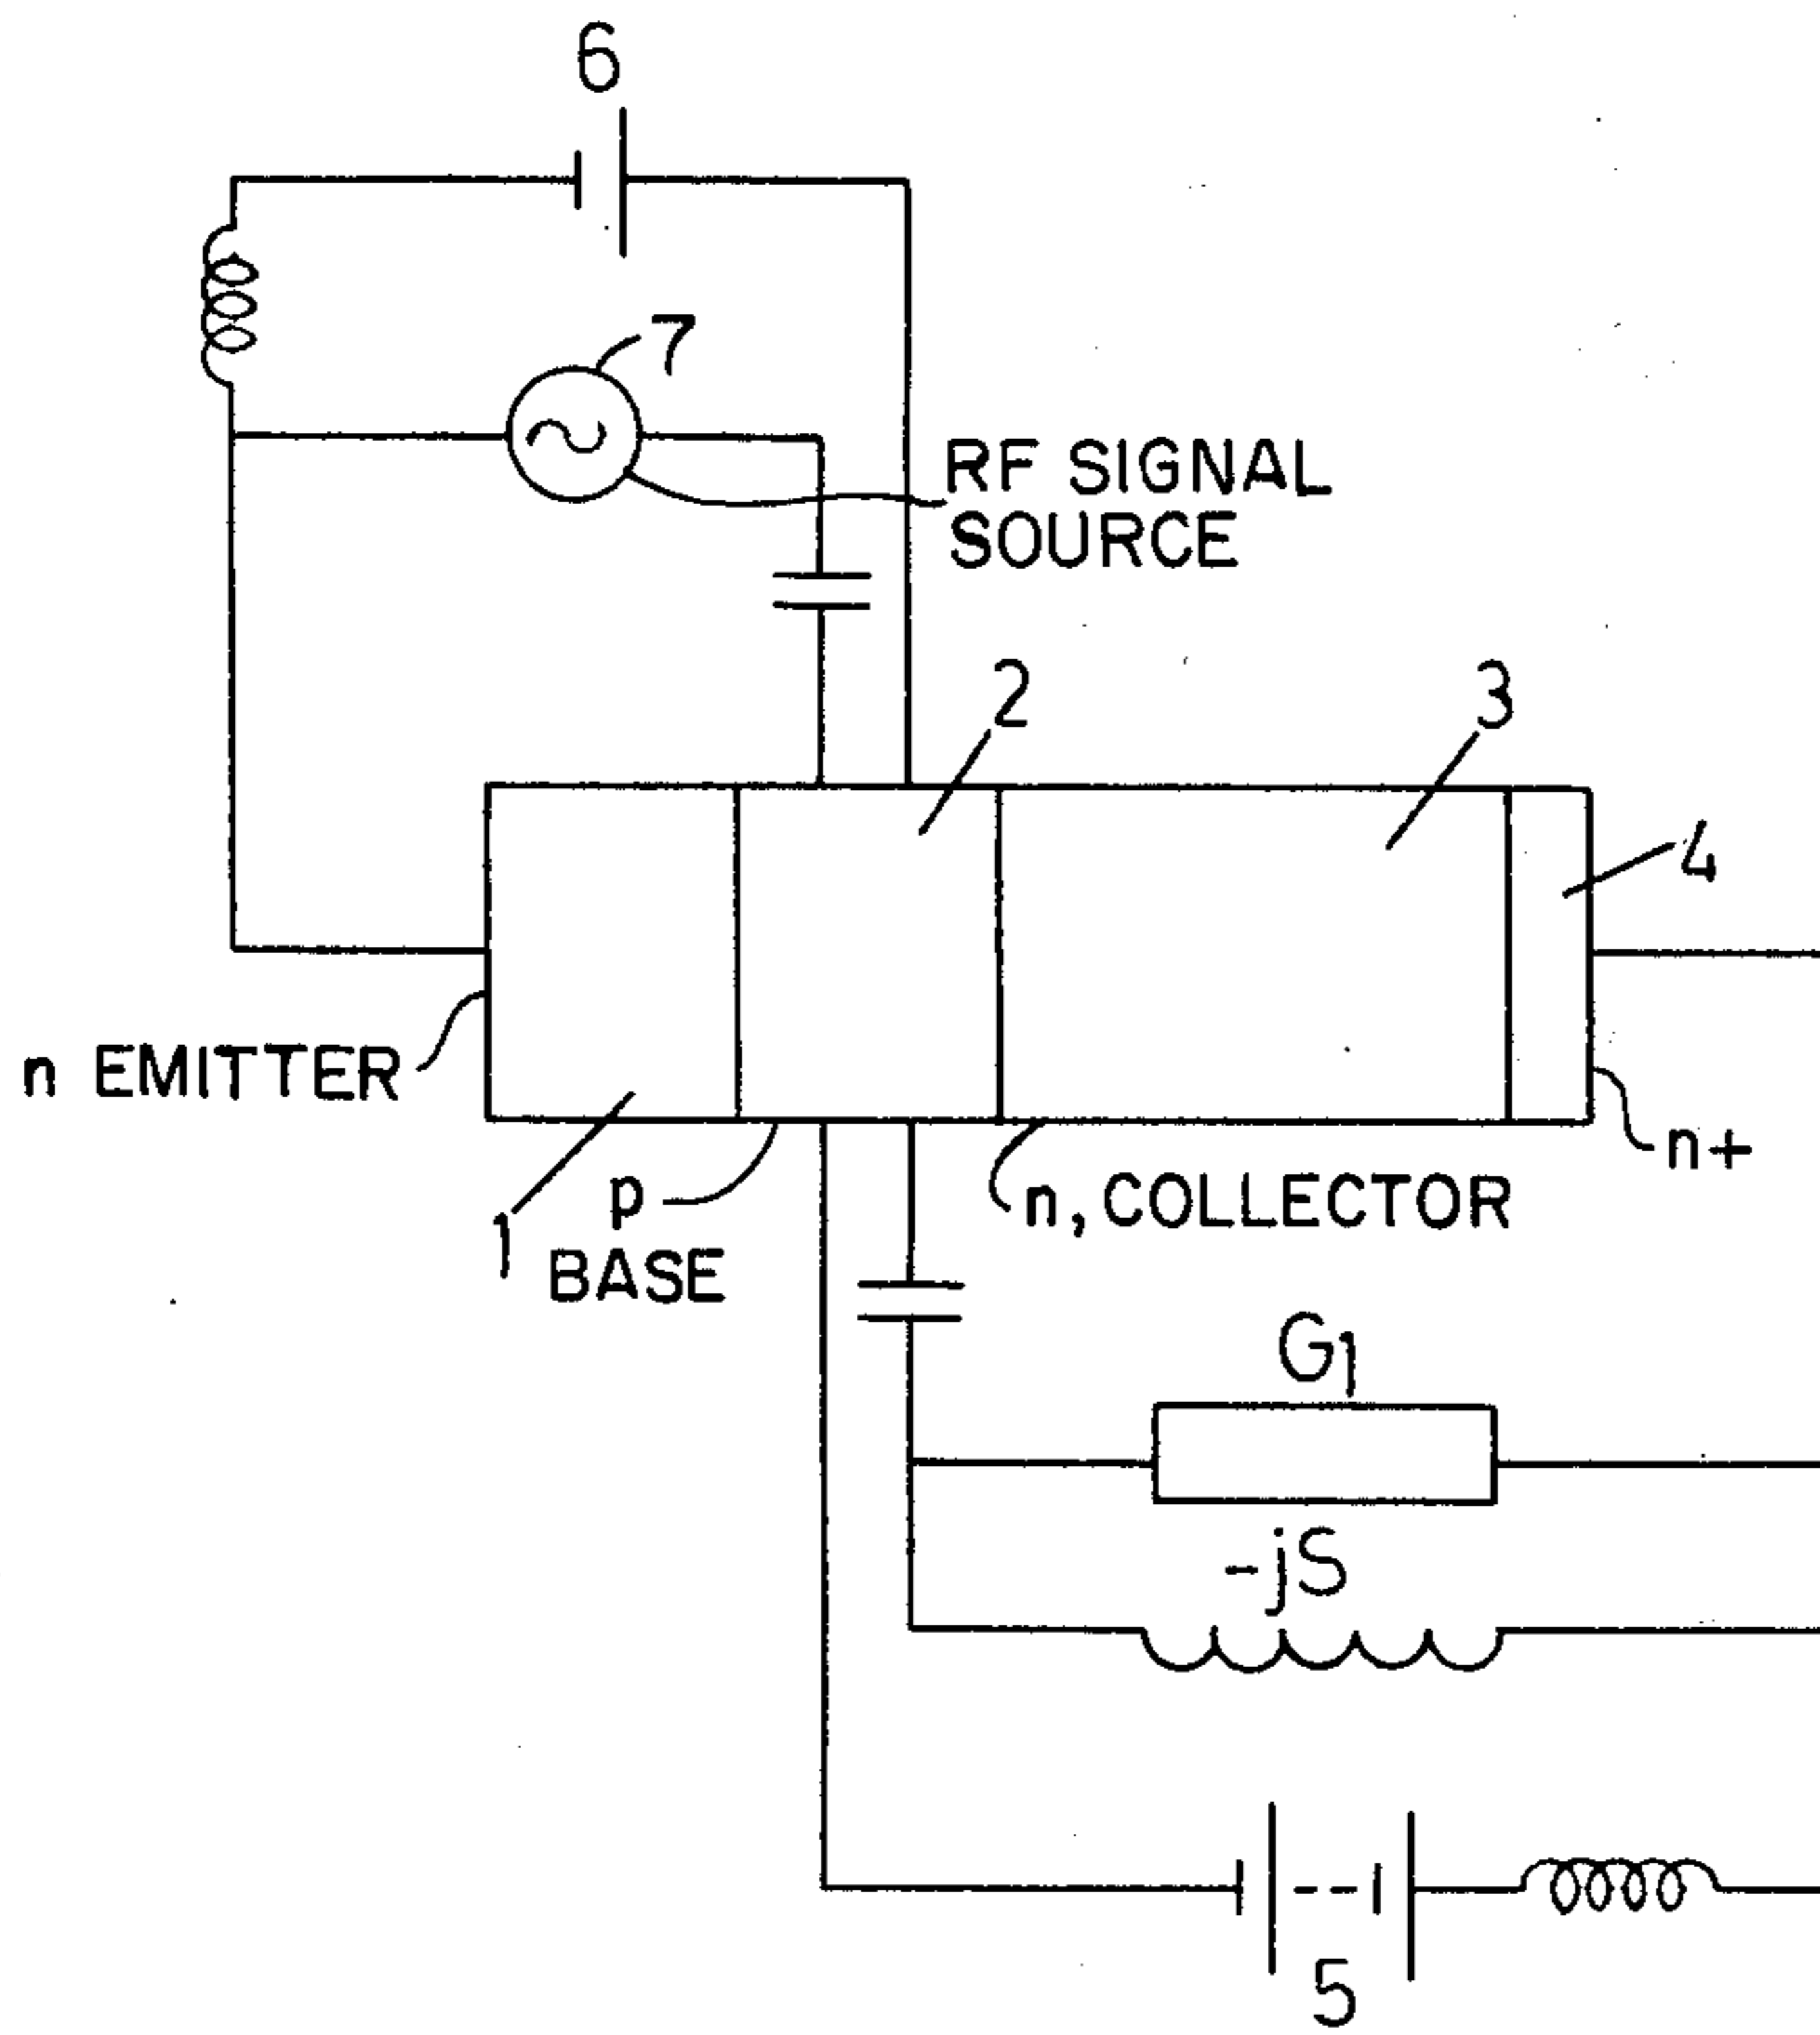 6
7
RF SIGNAL
SOURCE
2
3
4
n EMITTER
n+
1
p
BASE
n, COLLECTOR
G1
-jS
5